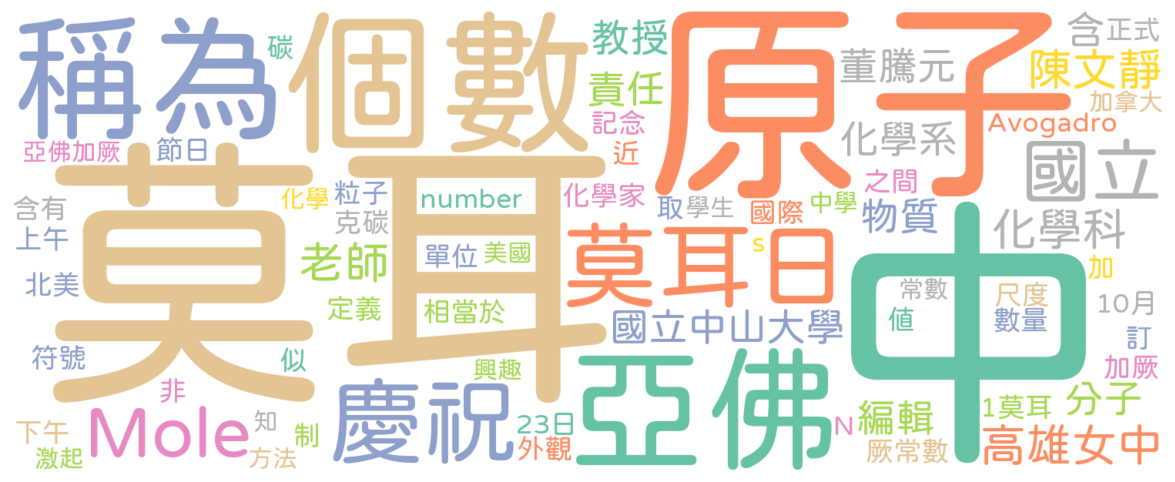 稱為
碳
個數
教授
原子
含
正式
責任
董騰元
陳文靜
記念
加拿大
近
化學系
Avogadro
亞佛加厥
節日
莫耳
國立
化學
粒子
number
化學家
之間
含有
克碳
取
學生
國際
中學
物質
上午
老師
單位
美國
莫耳日
s
化學科
中
加
北美
定義
相當於
常數
尺度
10月
國立中山大學
值
數量
訂
符號
似
興趣
亞佛
加厥
非
慶祝
Mole
知
制
23日
N
編輯
1莫耳
分子
下午
激起
方法
外觀
厥常數
高雄女中